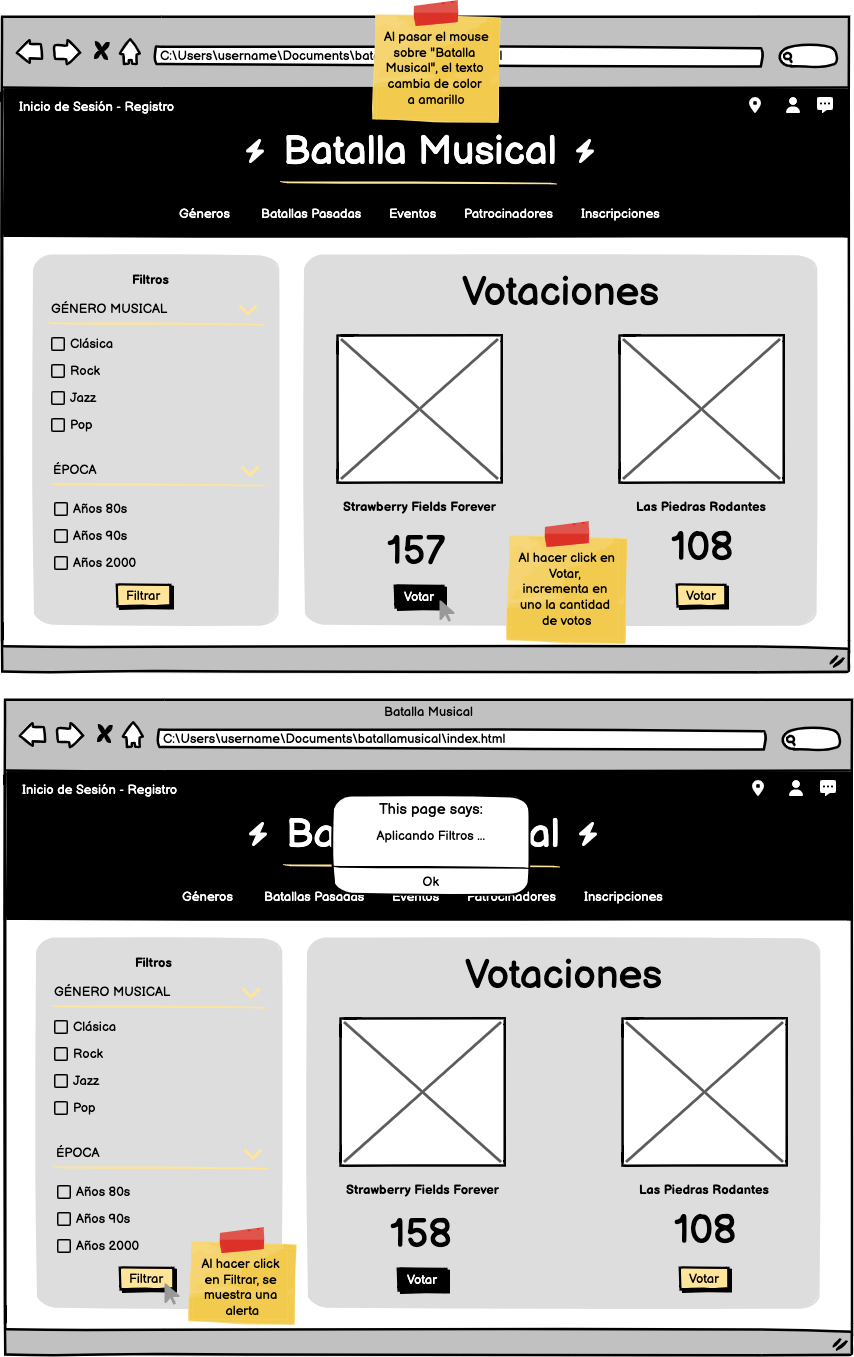 Al pasar el mouse
sobre "Batalla
Musical", el texto
cambia de color
a amarillo
C:\Users\username\Documents\bat
Inicio de Sesión - Registro
Batalla Musical
Géneros Batallas Pasadas Eventos Patrocinadores Inscripciones
Filtros
GÉNERO MUSICAL
Clásica
Rock
Jazz
Pop
ÉPOCA
Años 80s
Años 90s
Años 2000
Filtrar
Votaciones
Strawberry Fields Forever
157
Votar
Las Piedras Rodantes
108
Votar
Al hacer click en
Votar,
incrementa en
uno la cantidad
de votos
Batalla Musical
C:\Users\username\Documents\batallamusical\index.html
Inicio de Sesión - Registro
Ba al
This page says:
Aplicando Filtros ...
Ok
Géneros Batallas Pasadas Eventos Patrocinadores Inscripciones
Filtros
GÉNERO MUSICAL
Clásica
Rock
Jazz
Pop
ÉPOCA
Años 80s
Años 90s
Años 2000
Filtrar
Al hacer click
en Filtrar, se
muestra una
alerta
Votaciones
Strawberry Fields Forever
158
Votar
Las Piedras Rodantes
108
Votar